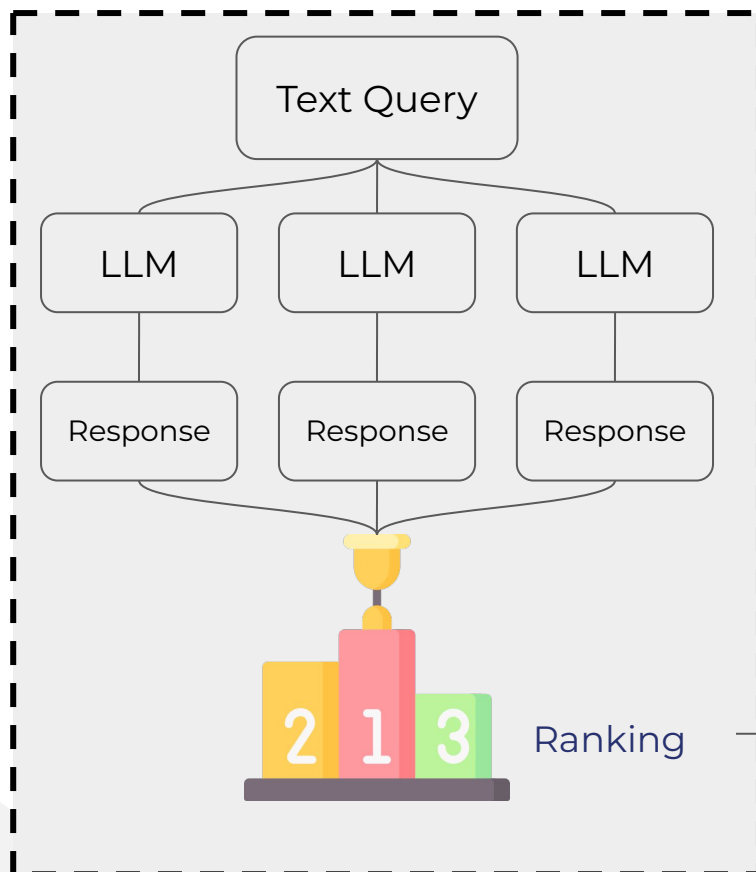 Text Query
LLM
LLM
LLM
Response
Response
Response
2
1
3
Ranking